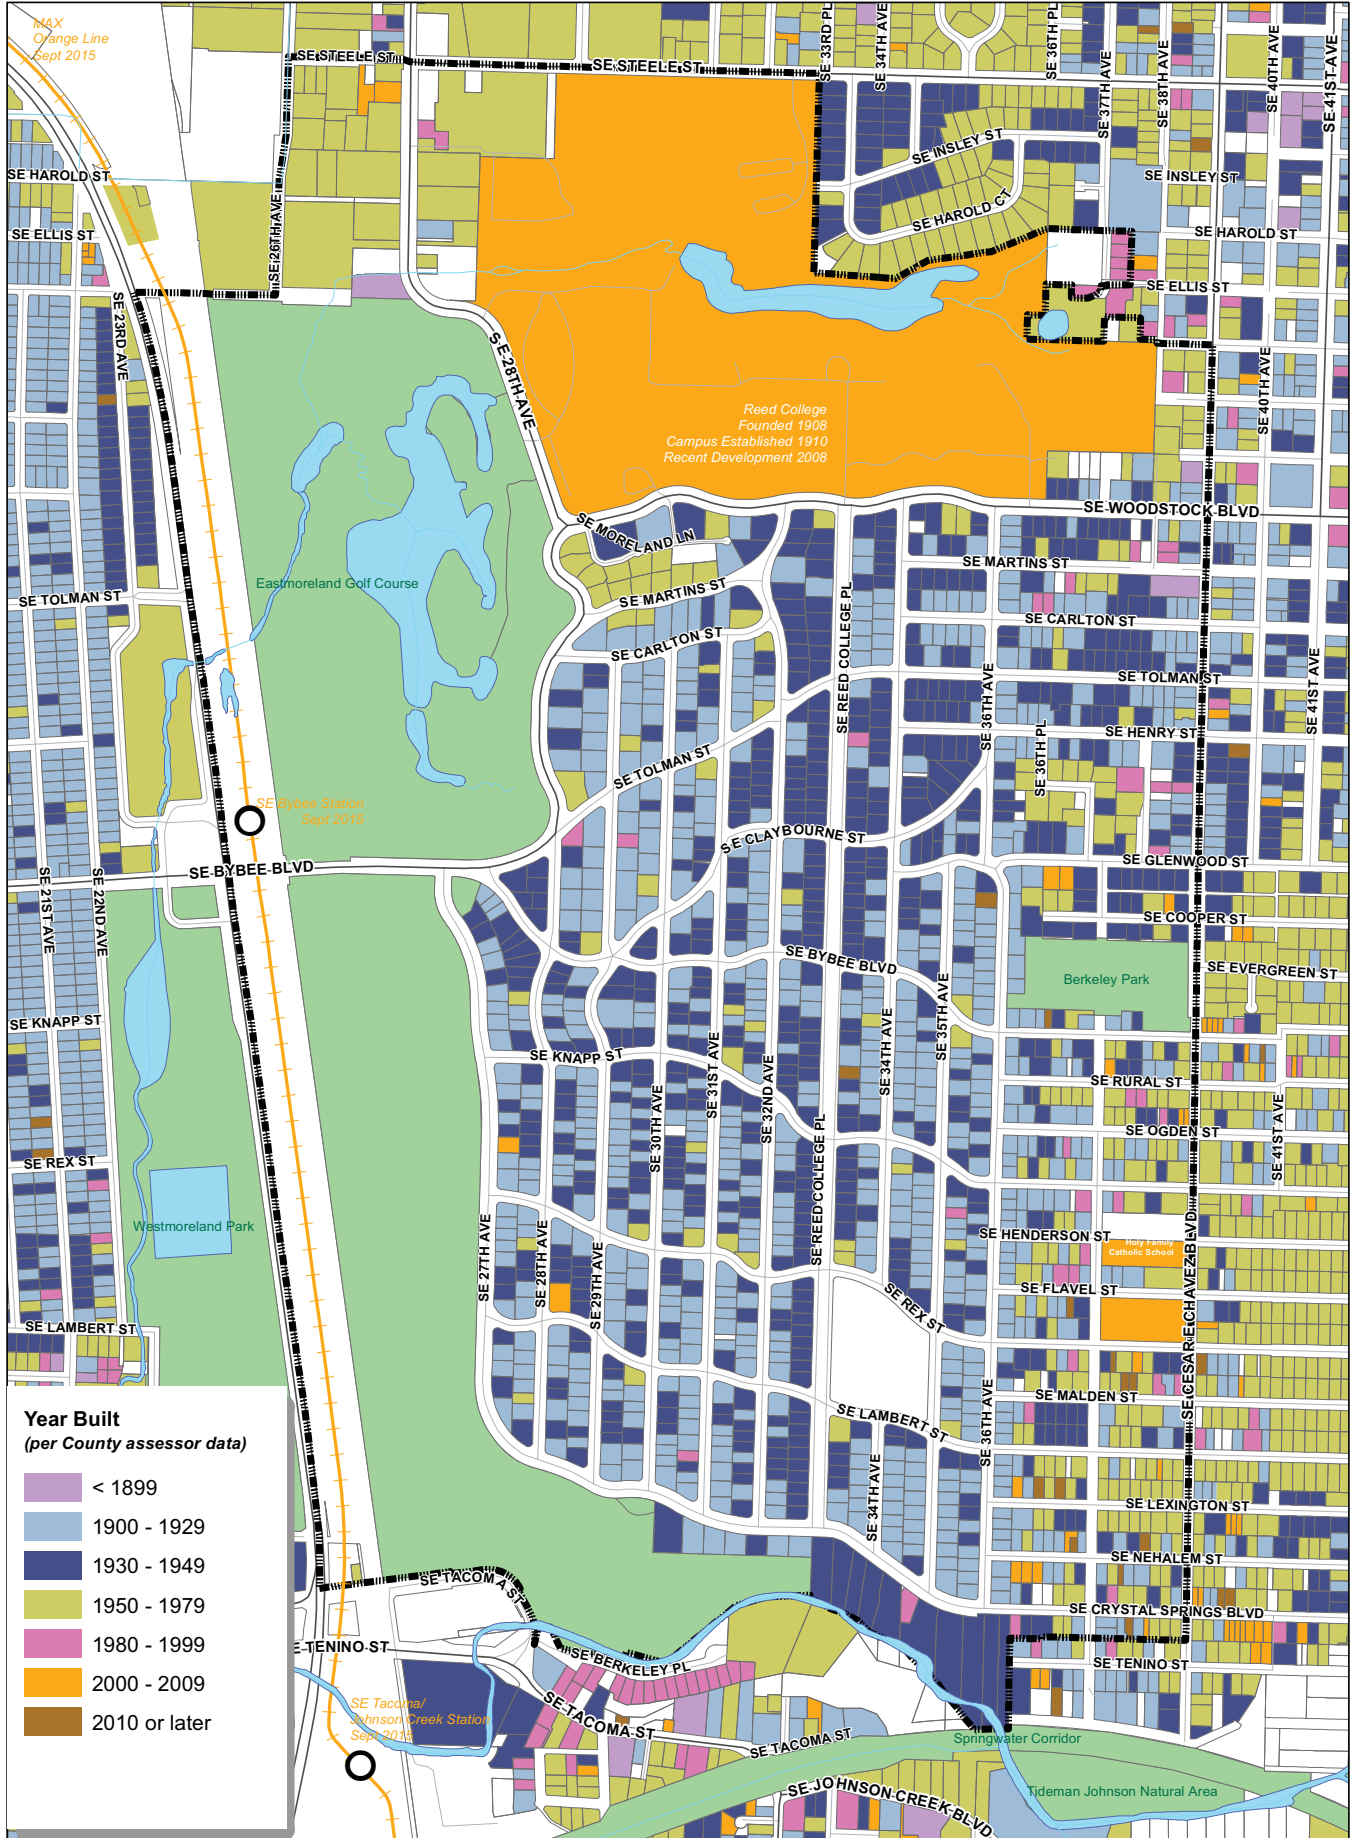 MAX
Orange Line
Sept 2015
SE STEELE ST
SE STEELE ST
SE 33RD PL
SE 34TH AVE
SE 36TH PL
SE 37TH AVE
SE 38TH AVE
SE 40TH AVE
SE 41ST AVE
SE INSLEY ST
SE INSLEY ST
SE HAROLD ST
SE HAROLD CT
SE HAROLD ST
SE ELLIS ST
SE 26TH AVE
SE ELLIS ST
SE 23RD AVE
SE 28TH AVE
SE 40TH AVE
Reed College
Founded 1908
Campus Established 1910
Recent Development 2008
SE WOODSTOCK BLVD
SE MORELAND LN
SE MARTINS ST
SE MARTINS ST
Eastmoreland Golf Course
SE TOLMAN ST
SE REED COLLEGE PL
SE CARLTON ST
SE CARLTON ST
SE TOLMAN ST
SE 36TH AVE
SE 41ST AVE
SE HENRY ST
SE 36TH PL
SE TOLMAN ST
SE Bybee Station
Sept 2015
SE CLAYBOURNE ST
SE GLENWOOD ST
SE BYBEE BLVD
SE 21ST AVE
SE 22ND AVE
SE COOPER ST
SE BYBEE BLVD
SE EVERGREEN ST
Berkeley Park
SE KNAPP ST
SE 35TH AVE
SE 34TH AVE
SE KNAPP ST
SE 31ST AVE
SE 32ND AVE
SE 30TH AVE
SE RURAL ST
SE OGDEN ST
SE 41ST AVE
SE REX ST
SE REED COLLEGE PL
Westmoreland Park
SE 27TH AVE
SE 28TH AVE
SE 29TH AVE
SE HENDERSON ST
Holy Family
Catholic School
SE CESAR E CHAVEZ BLVD
SE FLAVEL ST
SE REX ST
SE LAMBERT ST
SE MALDEN ST
SE 36TH AVE
SE LAMBERT ST
SE 34TH AVE
SE LEXINGTON ST
SE NEHALEM ST
SE TACOMA ST
SE CRYSTAL SPRINGS BLVD
E TENINO ST
SE BERKELEY PL
SE TENINO ST
SE TACOMA ST
SE Tacoma/
Johnson Creek Station
Sept 2015
SE TACOMA ST
Springwater Corridor
SE JOHNSON CREEK BLVD
Tideman Johnson Natural Area
Year Built
(per County assessor data)
< 1899
1900 - 1929
1930 - 1949
1950 - 1979
1980 - 1999
2000 - 2009
2010 or later